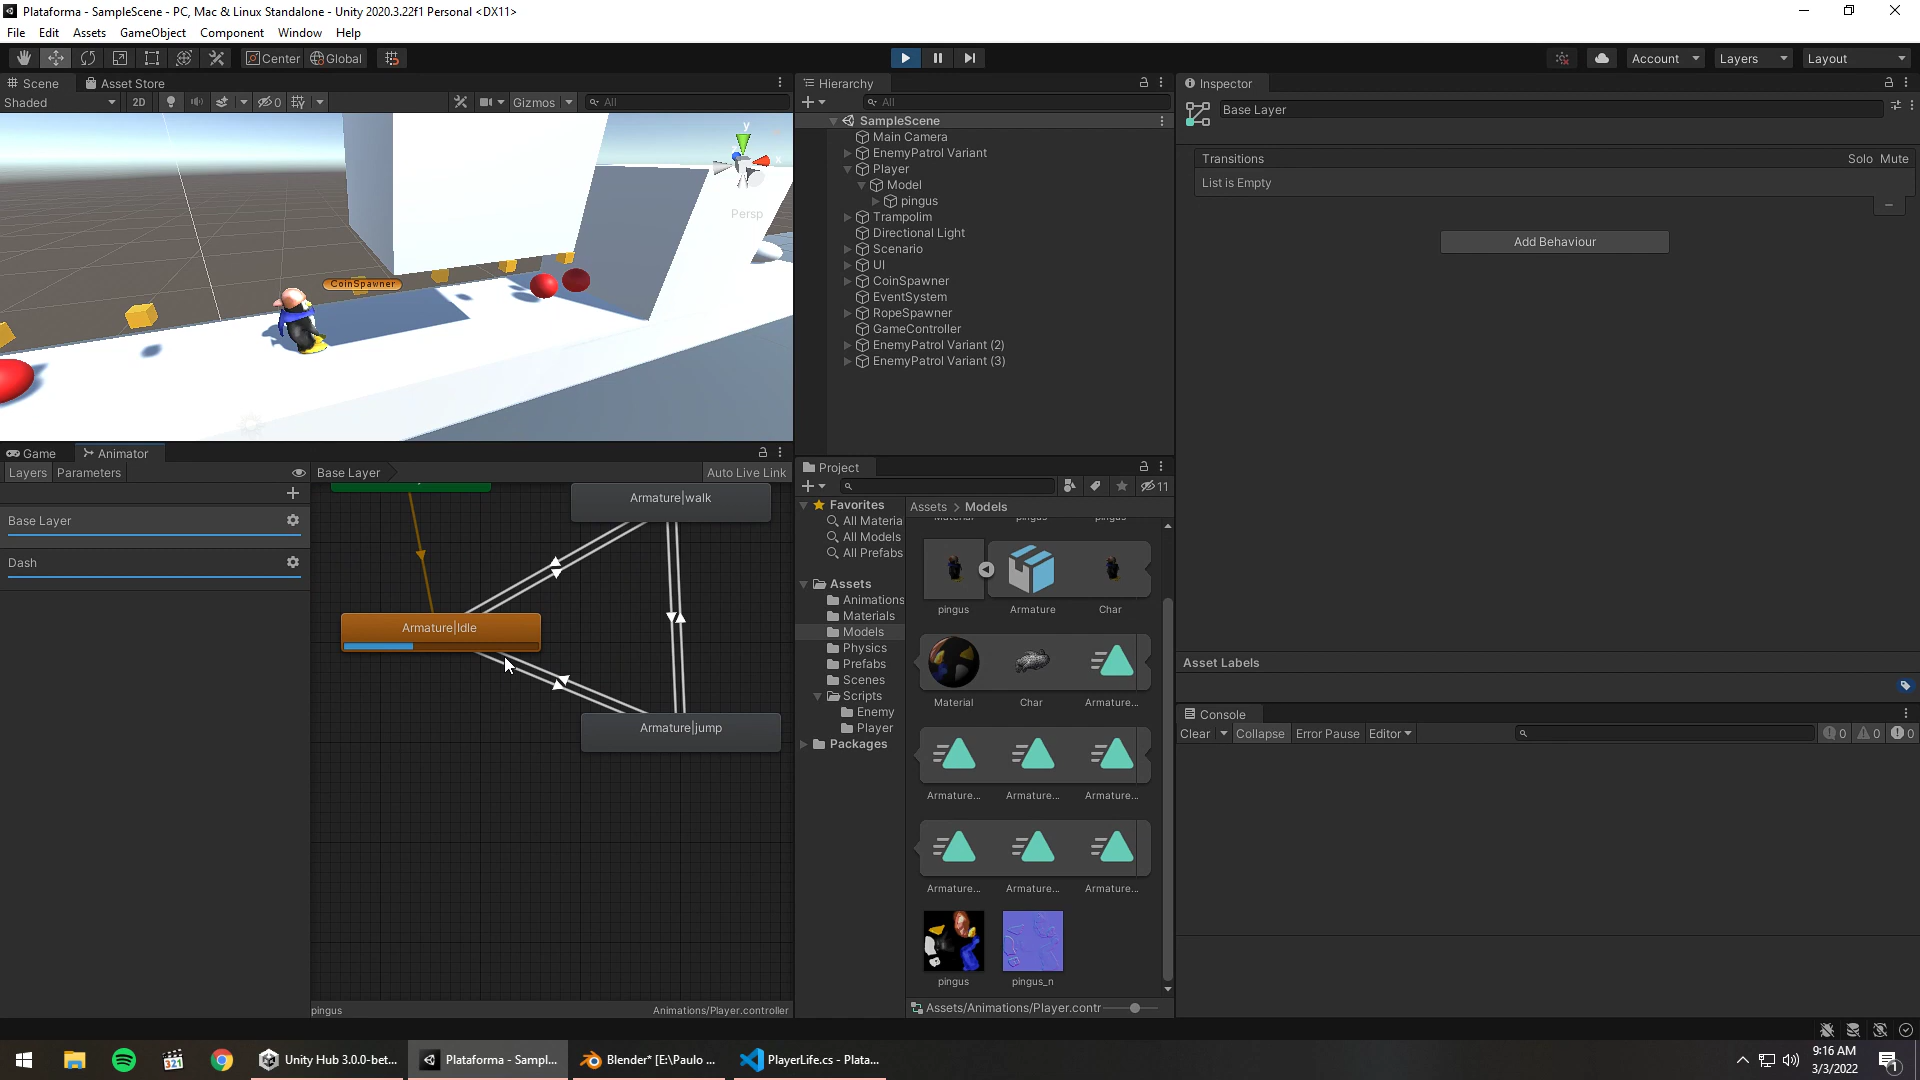 Plataforma - SampleScene - PC, Mac & Linux Standalone - Unity 2020.3.22f1 Personal <DX11>
File Edit Assets GameObject Component Window Help
Center Global
Account Layers Layout
Scene Asset Store
Shaded 2D 0 Gizmos All
y
x
Persp
CoinSpawner
Game Animator
Layers Parameters Base Layer Auto Live Link
Base Layer
Dash
Armature|walk
Armature|Idle
Armature|jump
pingus Animations/Player.controller
Hierarchy
All
SampleScene
Main Camera
EnemyPatrol Variant
Player
Model
pingus
Trampolim
Directional Light
Scenario
UI
CoinSpawner
EventSystem
RopeSpawner
GameController
EnemyPatrol Variant (2)
EnemyPatrol Variant (3)
Project
11
Favorites
All Materia
All Models
All Prefabs
Assets
Animations
Materials
Models
Physics
Prefabs
Scenes
Scripts
Enemy
Player
Packages
Assets > Models
Material pingus pingus
pingus Armature Char
Material Char Armature...
Armature... Armature... Armature...
Armature... Armature... Armature...
pingus pingus_n
Assets/Animations/Player.contr
Inspector
Base Layer
Transitions Solo Mute
List is Empty
Add Behaviour
Asset Labels
Console
Clear Collapse Error Pause Editor 0 0 0
Unity Hub 3.0.0-bet... Plataforma - Sampl... Blender* [E:\Paulo ... PlayerLife.cs - Plata...
321
9:16 AM
3/3/2022
1